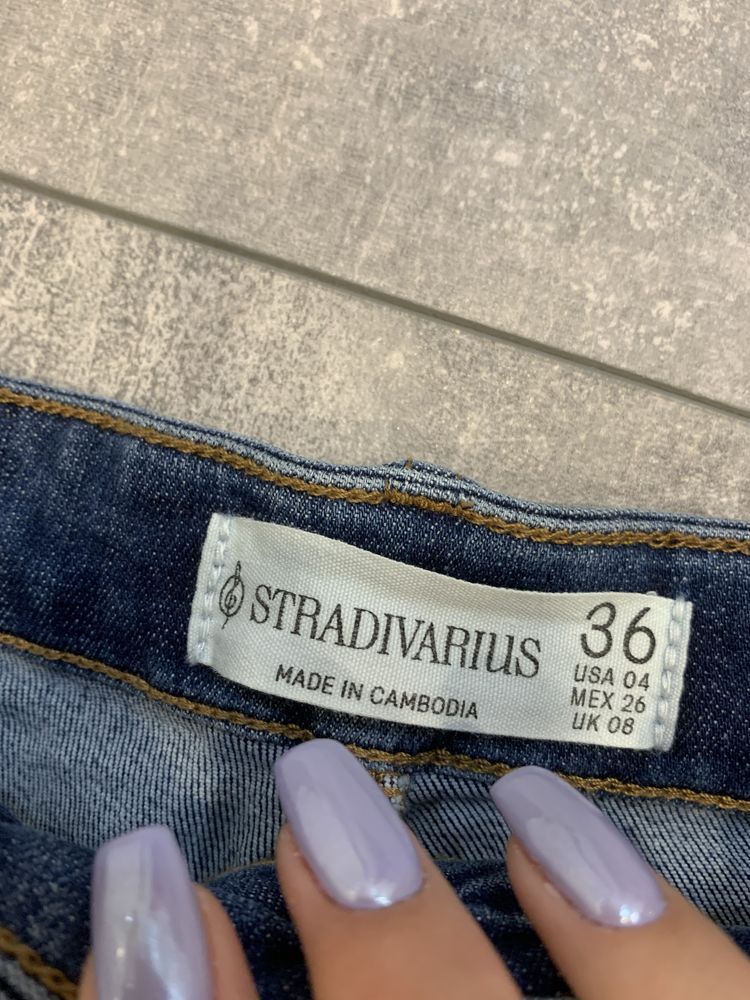 STRADIVARIUS
MADE IN CAMBODIA
36
USA 04
MEX 26
UK 08